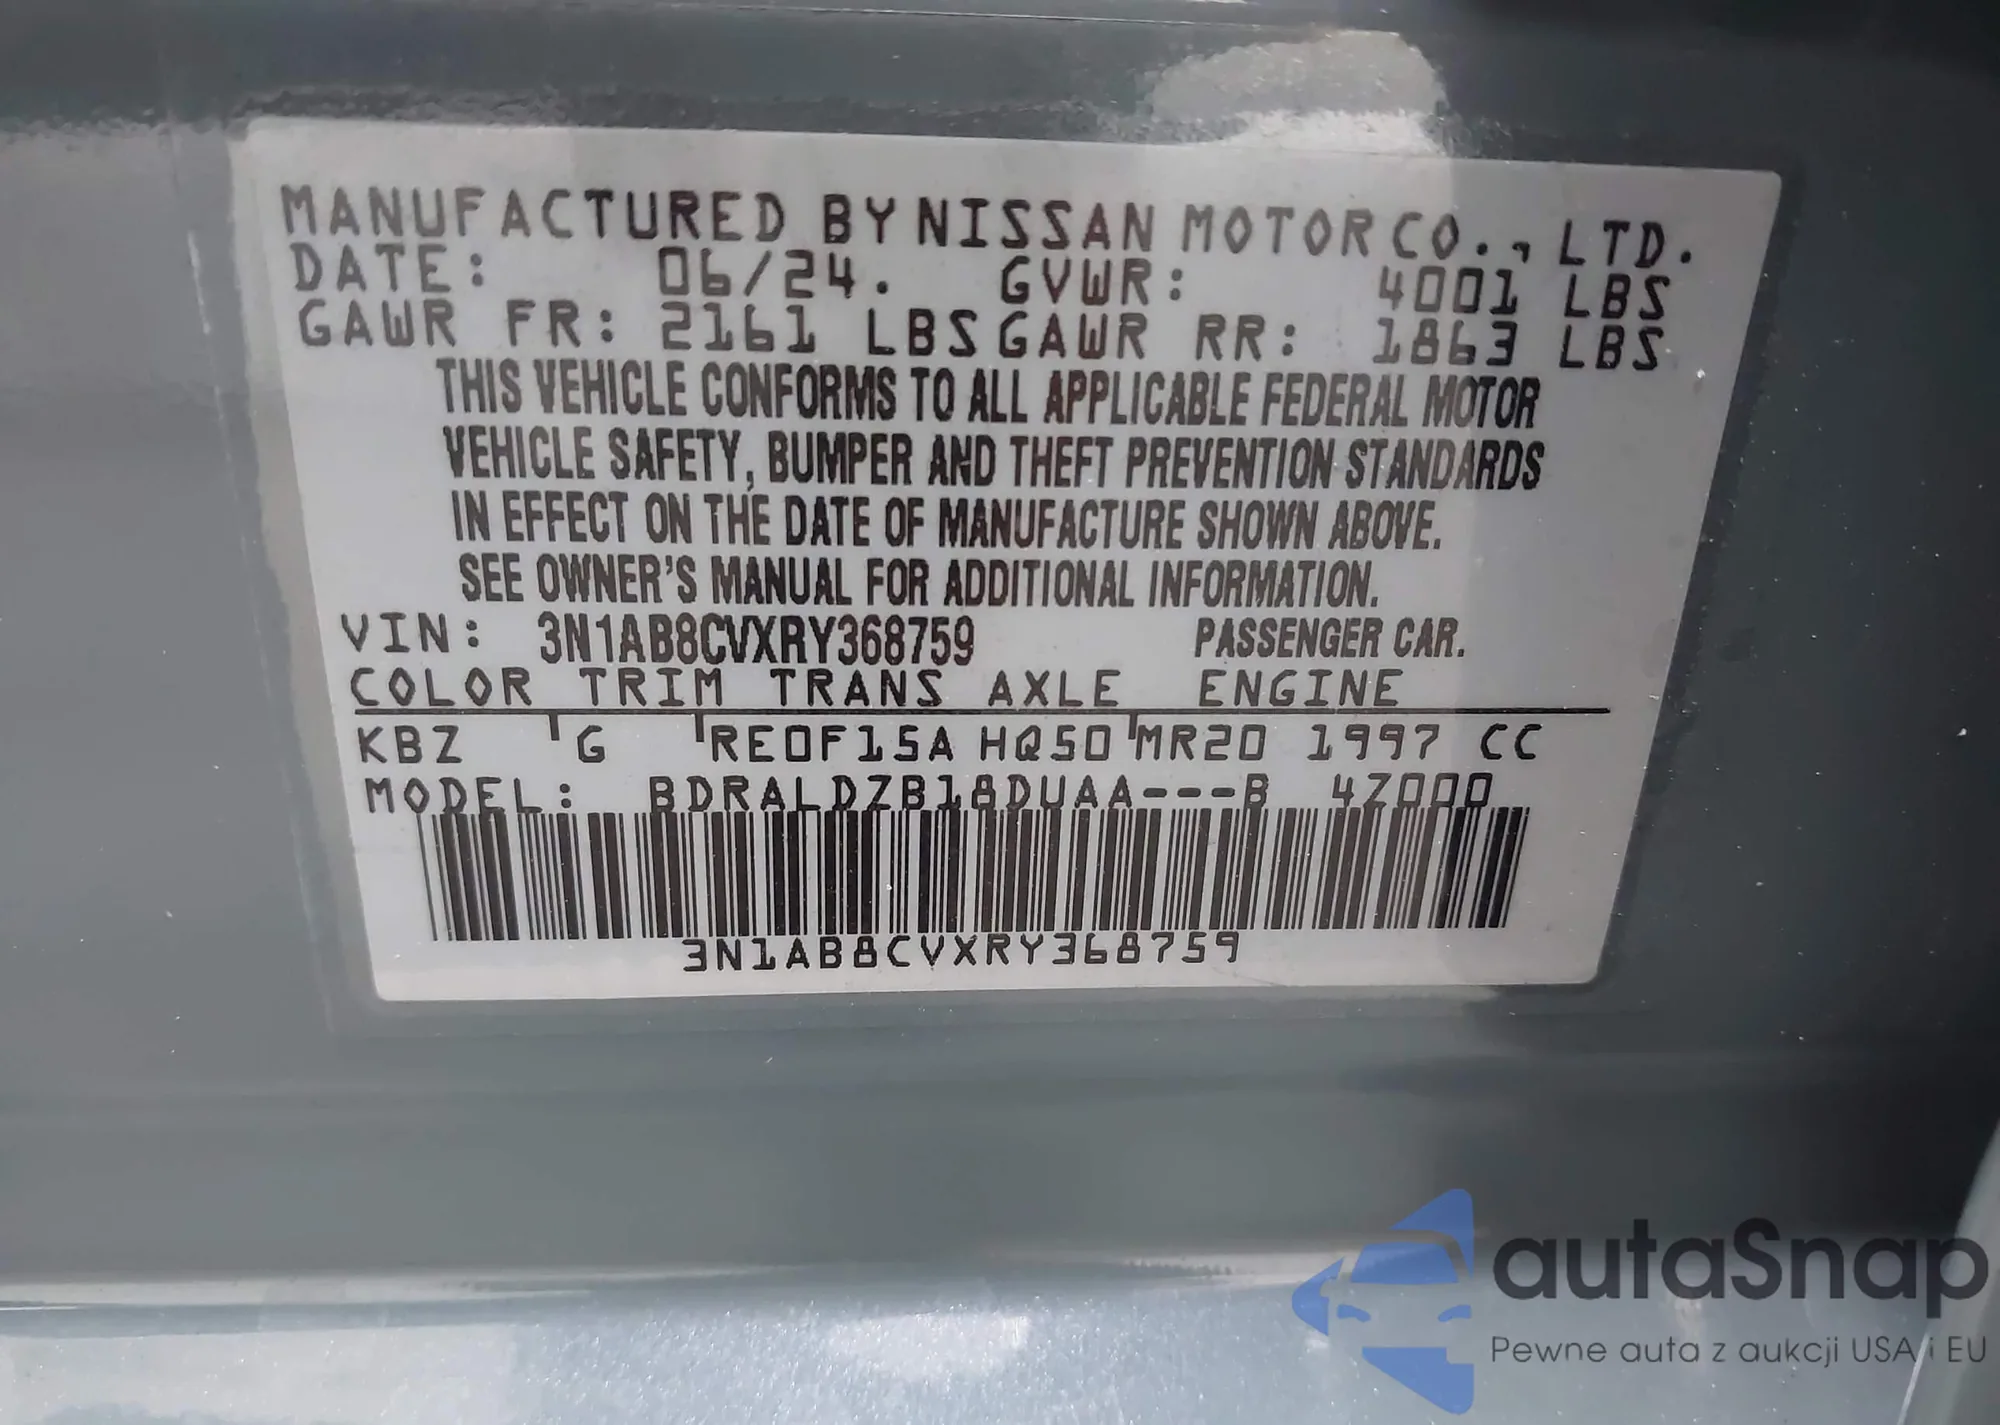 MANUFACTURED BY NISSAN MOTOR CO., LTD.
DATE: 06/24. GVWR: 4001 LBS
GAWR FR: 2161 LBS GAWR RR: 1863 LBS
THIS VEHICLE CONFORMS TO ALL APPLICABLE FEDERAL MOTOR
VEHICLE SAFETY, BUMPER AND THEFT PREVENTION STANDARDS
IN EFFECT ON THE DATE OF MANUFACTURE SHOWN ABOVE.
SEE OWNER'S MANUAL FOR ADDITIONAL INFORMATION.
VIN: 3N1AB8CVXRY368759 PASSENGER CAR.
COLOR TRIM TRANS AXLE ENGINE
KBZ G RE0F15A HQ50 MR20 1997 CC
MODEL: BDRALDZB18DUAA---B 4Z000
3N1AB8CVXRY368759
autaSnap
Pewne auta z aukcji USA i EU